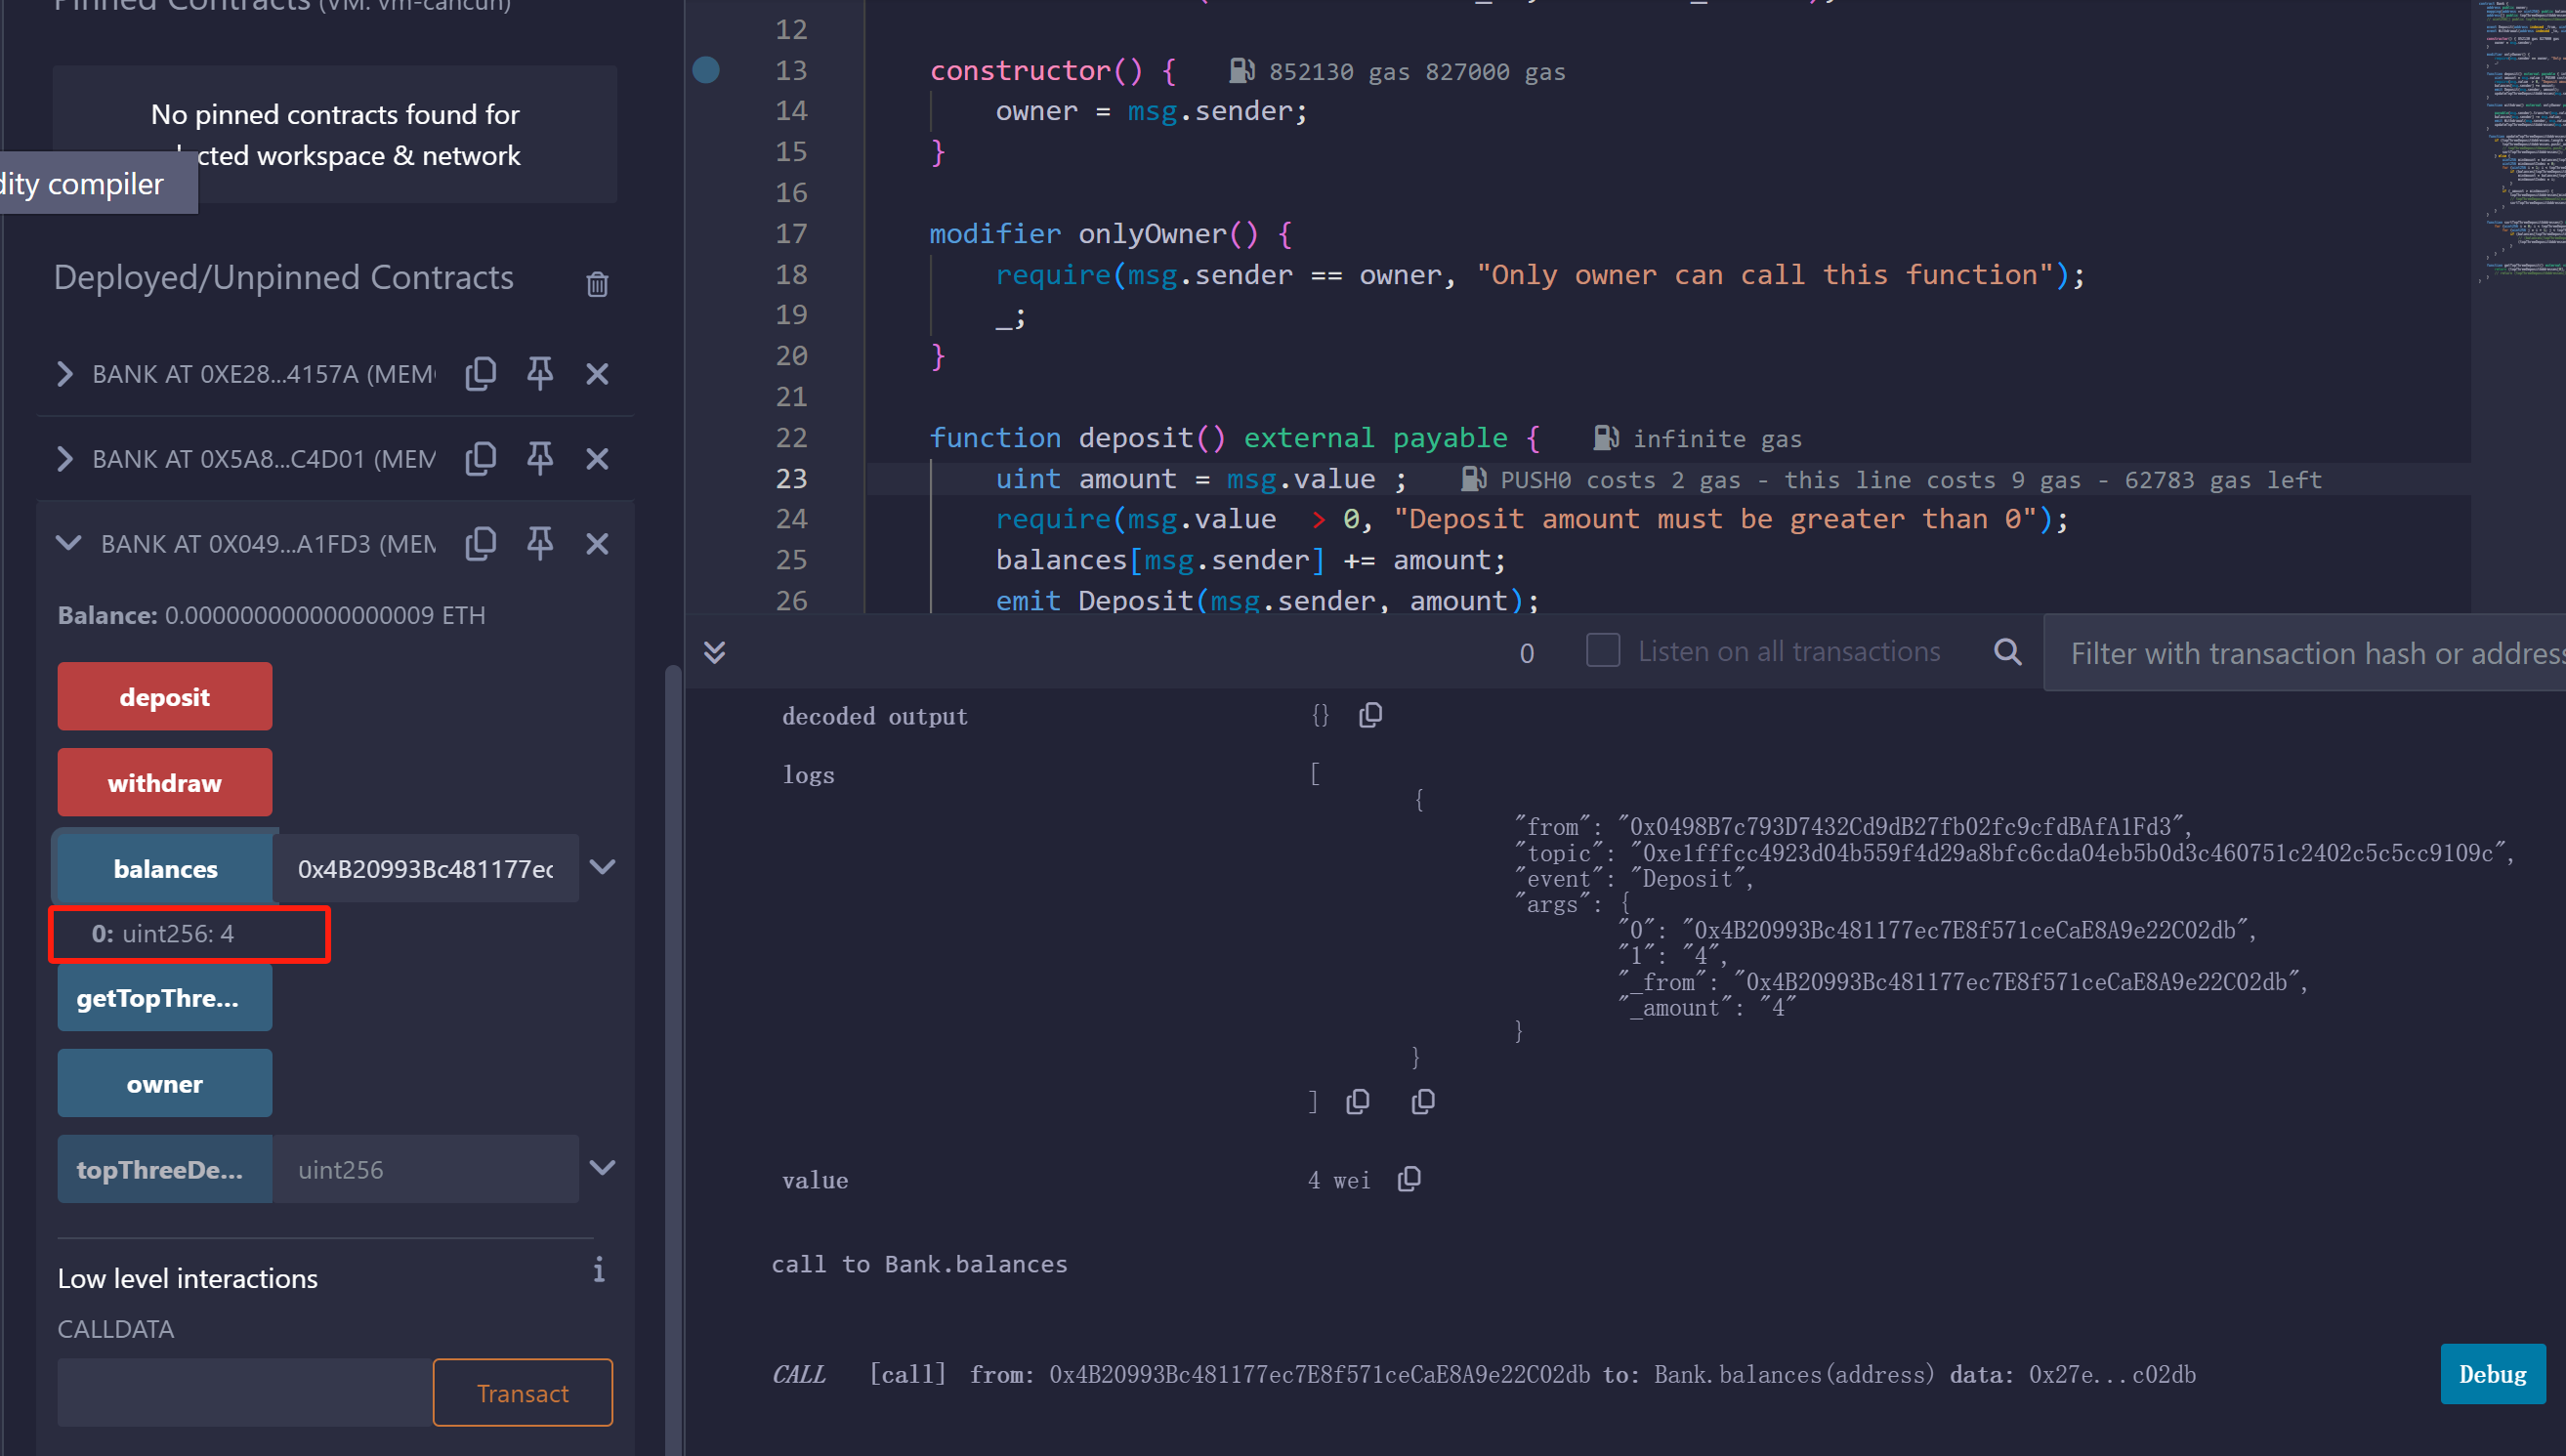 Pinned Contracts (VM: vm-cancun)
No pinned contracts found for
cted workspace & network
dity compiler
Deployed/Unpinned Contracts
BANK AT 0XE28...4157A (MEM
BANK AT 0X5A8...C4D01 (MEM
BANK AT 0X049...A1FD3 (MEM
Balance: 0.000000000000000009 ETH
deposit
withdraw
balances
0x4B20993Bc481177ec
0: uint256: 4
getTopThre...
owner
topThreeDe...
uint256
Low level interactions
i
CALLDATA
Transact
12
13 constructor() { 852130 gas 827000 gas
14 owner = msg.sender;
15 }
16
17 modifier onlyOwner() {
18 require(msg.sender == owner, "Only owner can call this function");
19 _;
20 }
21
22 function deposit() external payable { infinite gas
23 uint amount = msg.value ; PUSH0 costs 2 gas - this line costs 9 gas - 62783 gas left
24 require(msg.value > 0, "Deposit amount must be greater than 0");
25 balances[msg.sender] += amount;
26 emit Deposit(msg.sender, amount);
0
Listen on all transactions
Filter with transaction hash or address
decoded output {}
logs [
{
"from": "0x0498B7c793D7432Cd9dB27fb02fc9cfdBAfA1Fd3",
"topic": "0xe1fffcc4923d04b559f4d29a8bfc6cda04eb5b0d3c460751c2402c5c5cc9109c",
"event": "Deposit",
"args": {
"0": "0x4B20993Bc481177ec7E8f571ceCaE8A9e22C02db",
"1": "4",
"_from": "0x4B20993Bc481177ec7E8f571ceCaE8A9e22C02db",
"_amount": "4"
}
}
]
value 4 wei
call to Bank.balances
CALL [call] from: 0x4B20993Bc481177ec7E8f571ceCaE8A9e22C02db to: Bank.balances(address) data: 0x27e...c02db
Debug